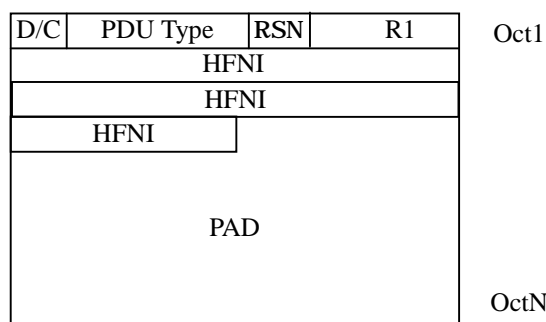 D/C PDU Type RSN R1 Oct1
HFNI
HFNI
HFNI
PAD
OctN